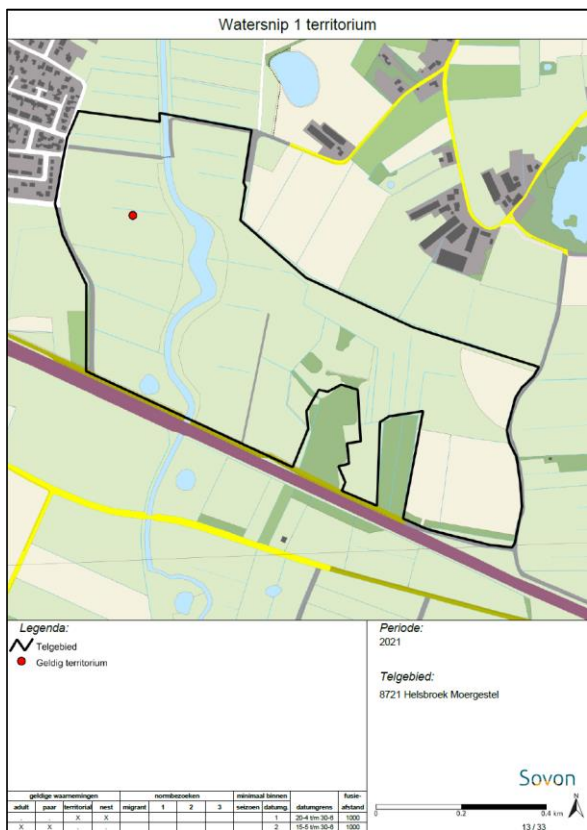 Watersnip 1 territorium
Legenda:
Telgebied
Geldig territorium
Periode:
2021
Telgebied:
8721 Helsbroek Moergestel
Sovon
0 0.2 0.4 km
N
13 / 33
geldige waarnemingen normbezoeken minimaal binnen fusie-
adult paar territoriaal nest migrant 1 2 3 seizoen datumg. datumgrens afstand
. . X X 1 20-4 t/m 30-6 1000
X X . . 2 15-5 t/m 30-6 1000